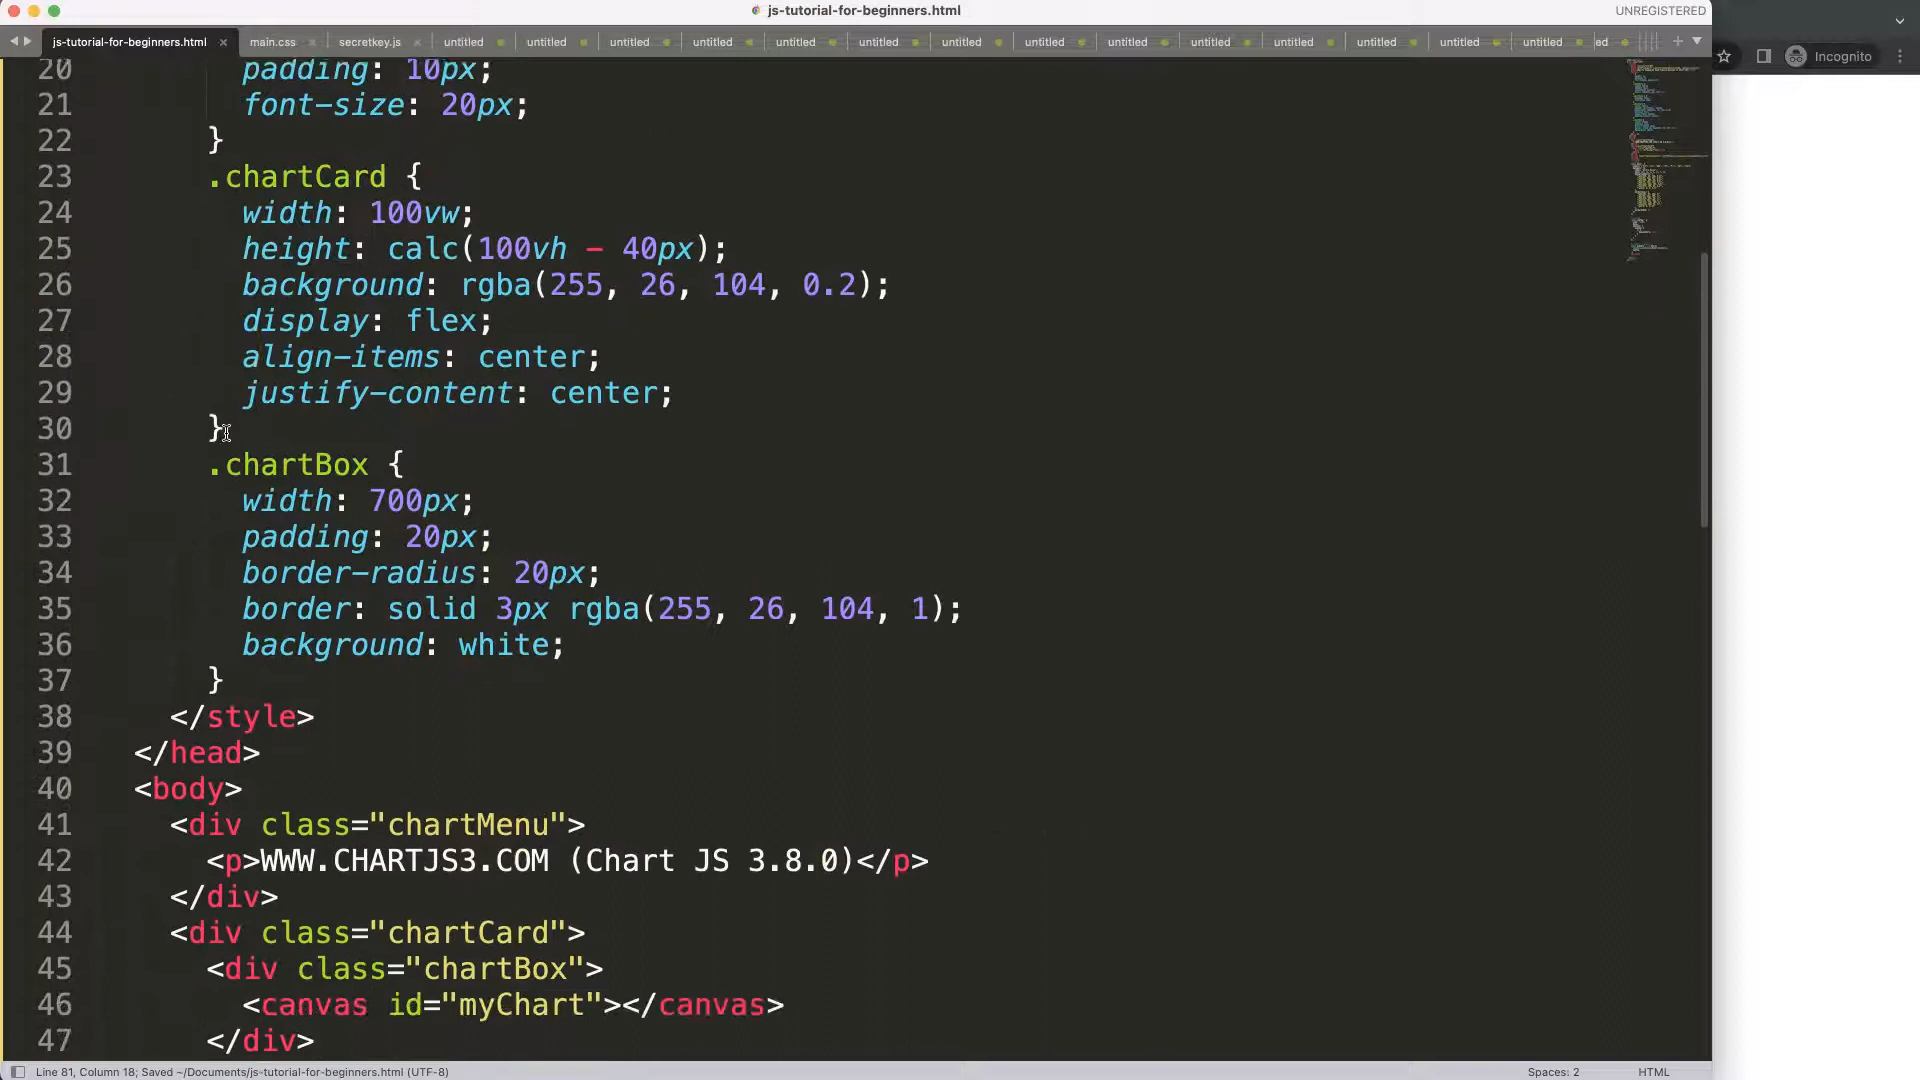 js-tutorial-for-beginners.html
UNREGISTERED
js-tutorial-for-beginners.html × main.css × secretkey.js × untitled untitled untitled untitled untitled untitled untitled untitled untitled untitled untitled untitled untitled untitled ed
Incognito
20 padding: 10px;
21 font-size: 20px;
22 }
23 .chartCard {
24 width: 100vw;
25 height: calc(100vh - 40px);
26 background: rgba(255, 26, 104, 0.2);
27 display: flex;
28 align-items: center;
29 justify-content: center;
30 }
31 .chartBox {
32 width: 700px;
33 padding: 20px;
34 border-radius: 20px;
35 border: solid 3px rgba(255, 26, 104, 1);
36 background: white;
37 }
38 </style>
39 </head>
40 <body>
41 <div class="chartMenu">
42 <p>WWW.CHARTJS3.COM (Chart JS 3.8.0)</p>
43 </div>
44 <div class="chartCard">
45 <div class="chartBox">
46 <canvas id="myChart"></canvas>
47 </div>
Line 81, Column 18; Saved ~/Documents/js-tutorial-for-beginners.html (UTF-8)
Spaces: 2
HTML